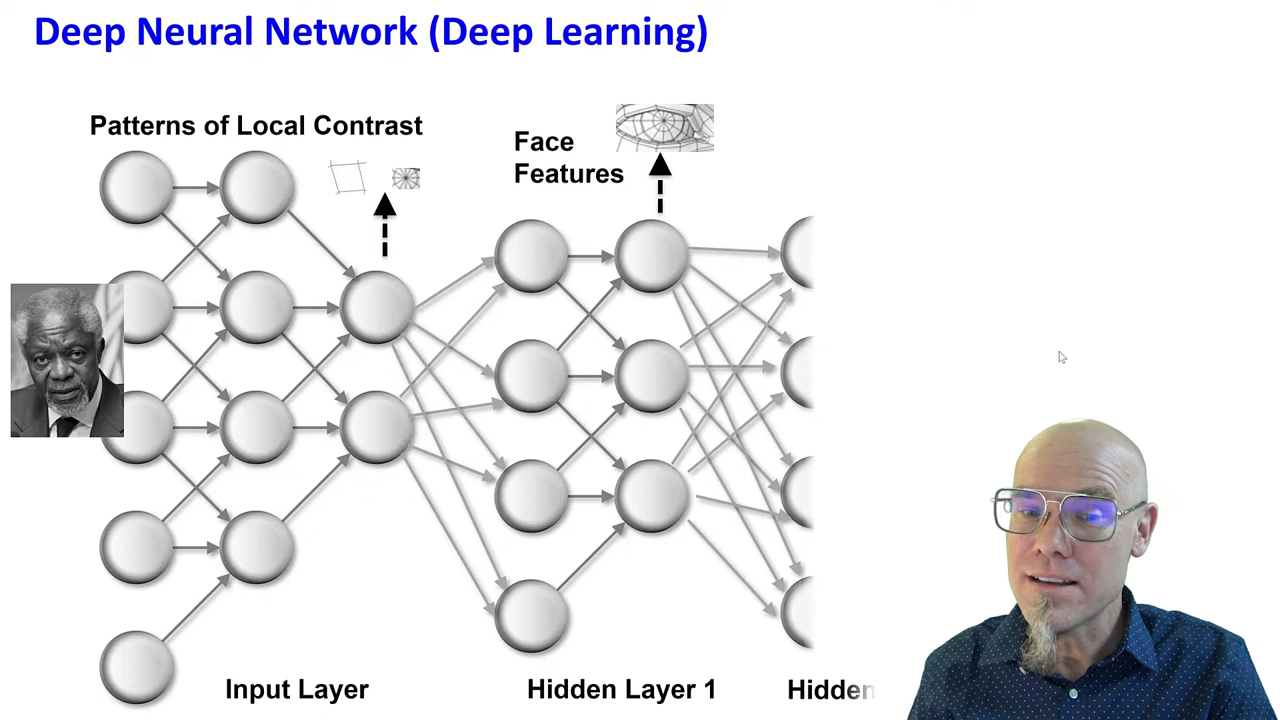 Deep Neural Network (Deep Learning)
Patterns of Local Contrast
Face
Features
Input Layer
Hidden Layer 1
Hidden